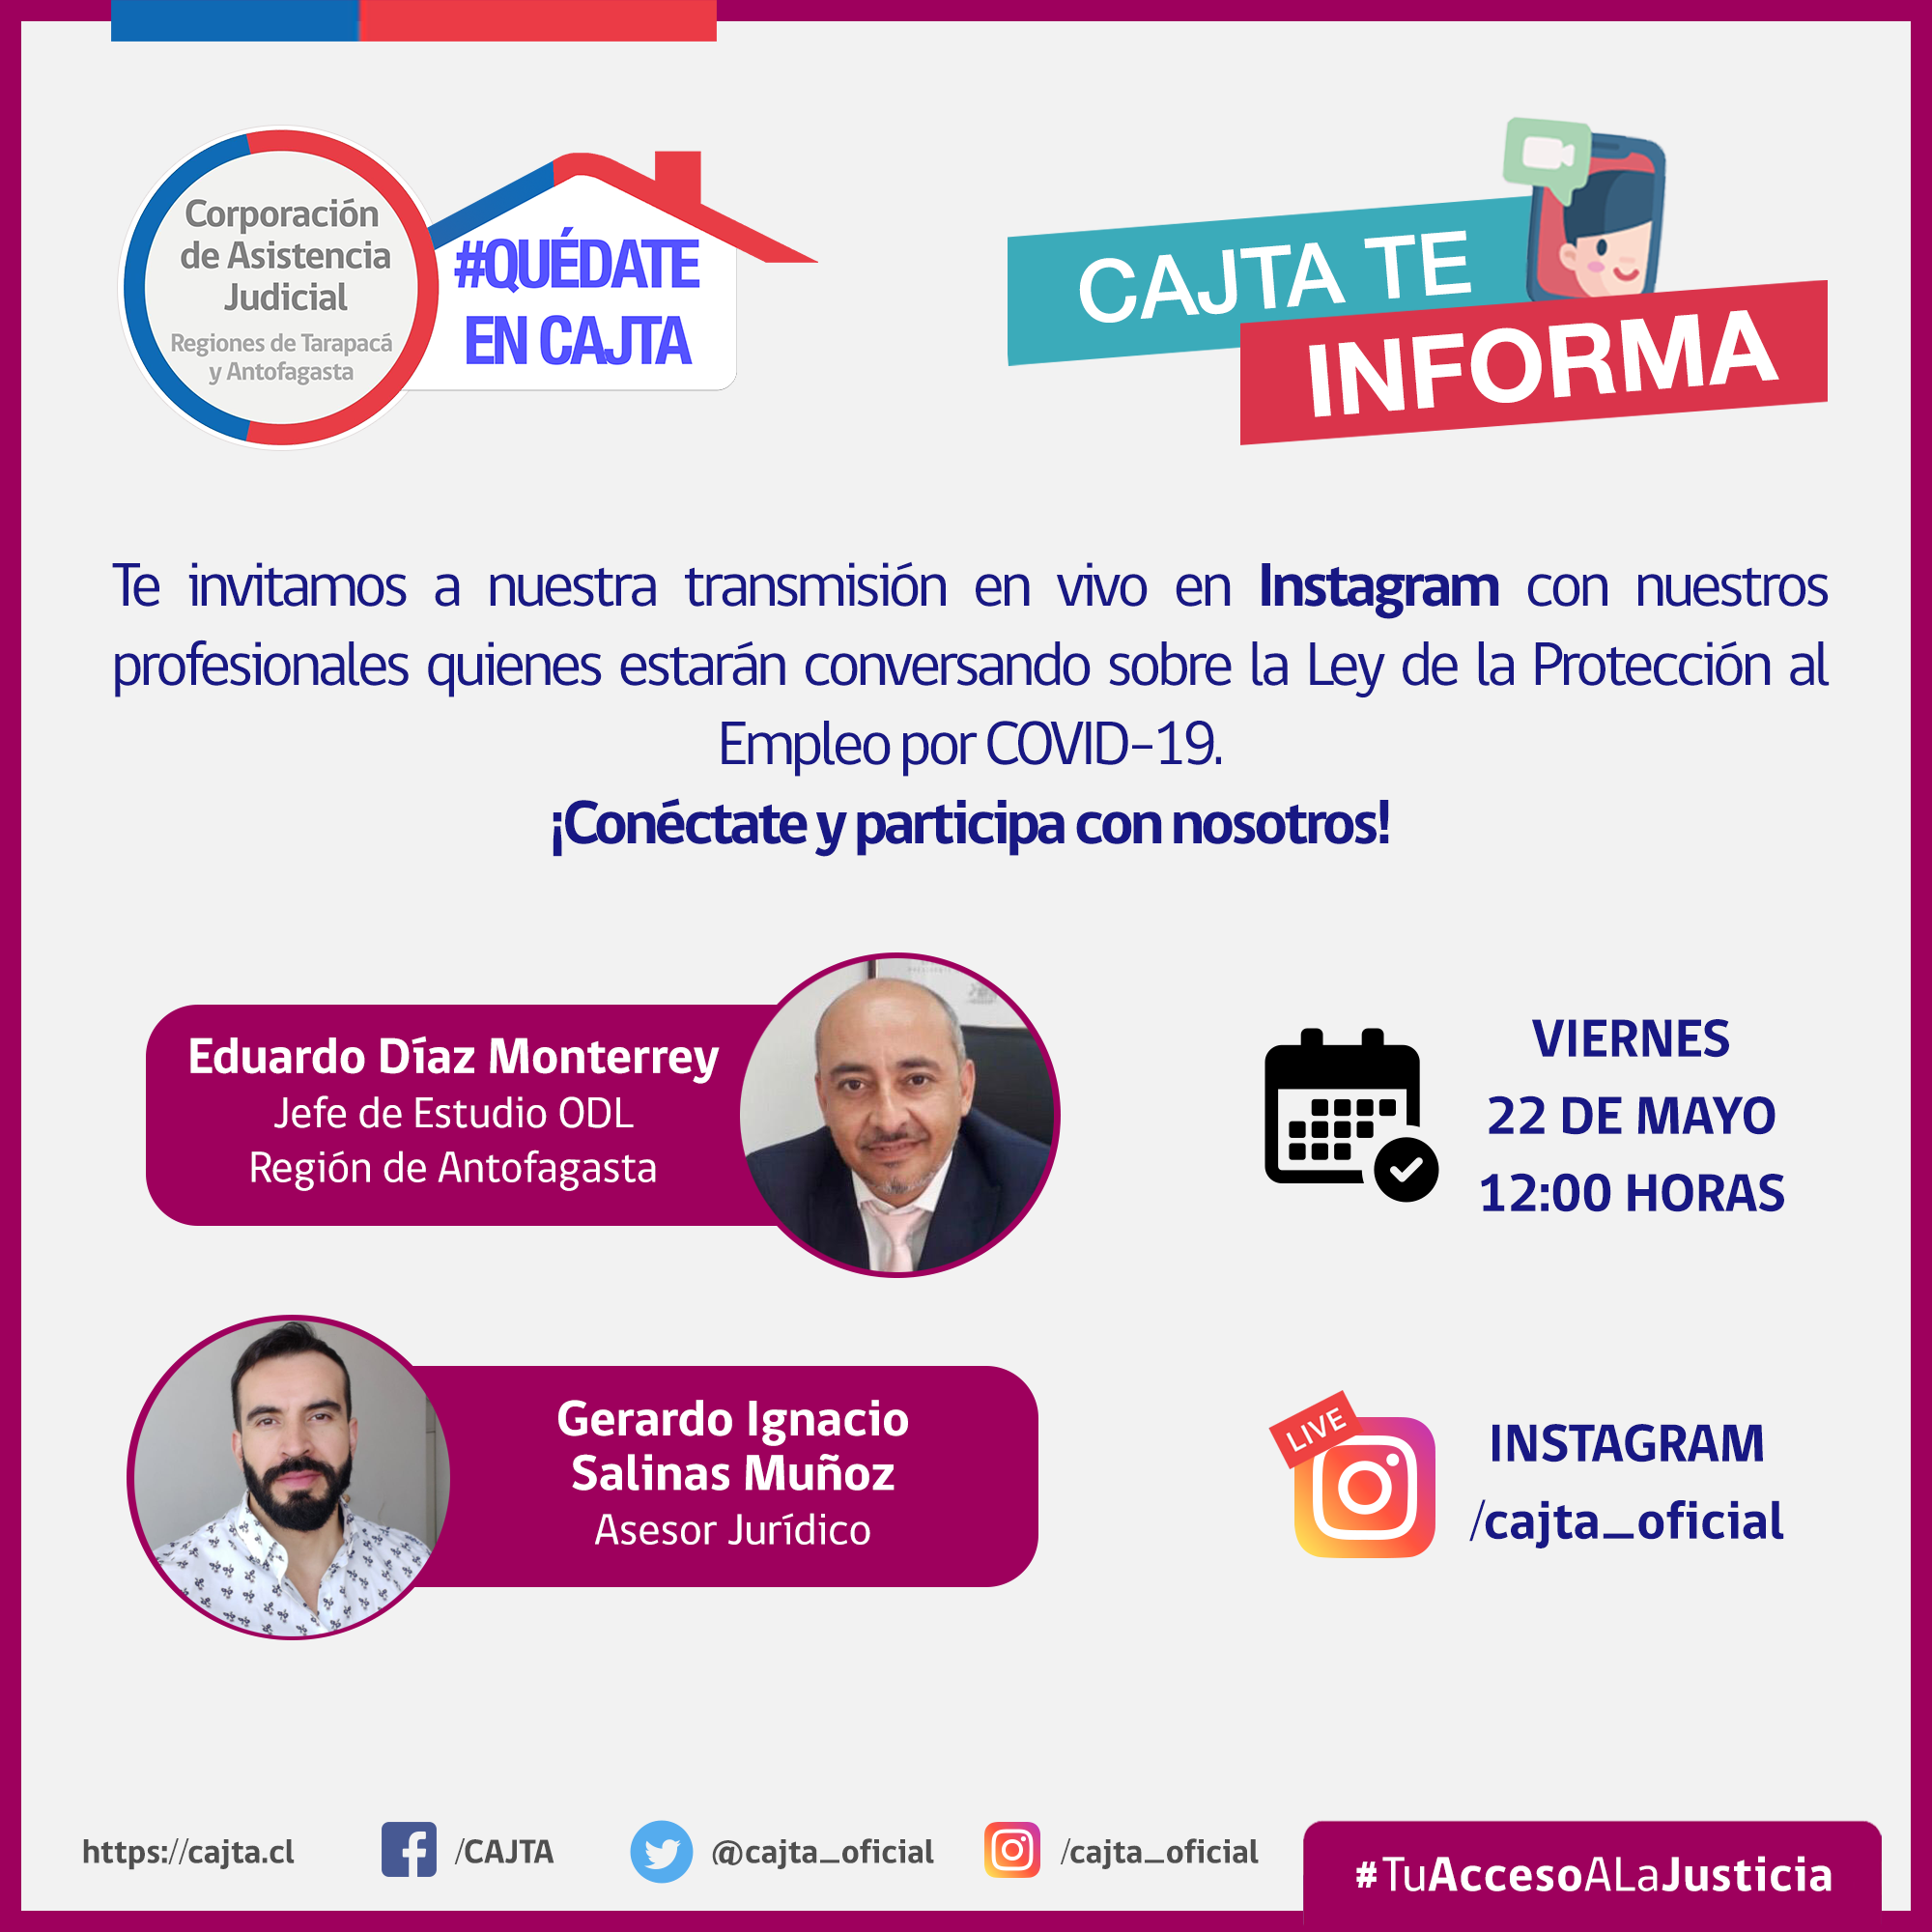 Corporación
de Asistencia
Judicial
Regiones de Tarapacá
y Antofagasta
#QUÉDATE
EN CAJTA
CAJTA TE
INFORMA
Te invitamos a nuestra transmisión en vivo en Instagram con nuestros
profesionales quienes estarán conversando sobre la Ley de la Protección al
Empleo por COVID-19.
¡Conéctate y participa con nosotros!
Eduardo Díaz Monterrey
Jefe de Estudio ODL
Región de Antofagasta
VIERNES
22 DE MAYO
12:00 HORAS
Gerardo Ignacio
Salinas Muñoz
Asesor Jurídico
LIVE
INSTAGRAM
/cajta_oficial
https://cajta.cl
/CAJTA
@cajta_oficial
/cajta_oficial
#TuAccesoALaJusticia